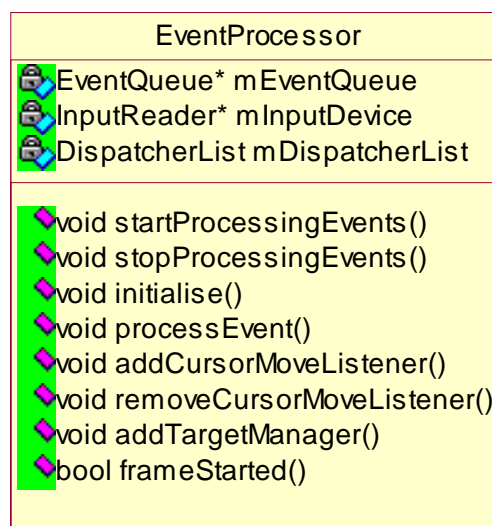 EventProcessor
EventQueue* mEventQueue
InputReader* mInputDevice
DispatcherList mDispatcherList
void startProcessingEvents()
void stopProcessingEvents()
void initialise()
void processEvent()
void addCursorMoveListener()
void removeCursorMoveListener()
void addTargetManager()
bool frameStarted()